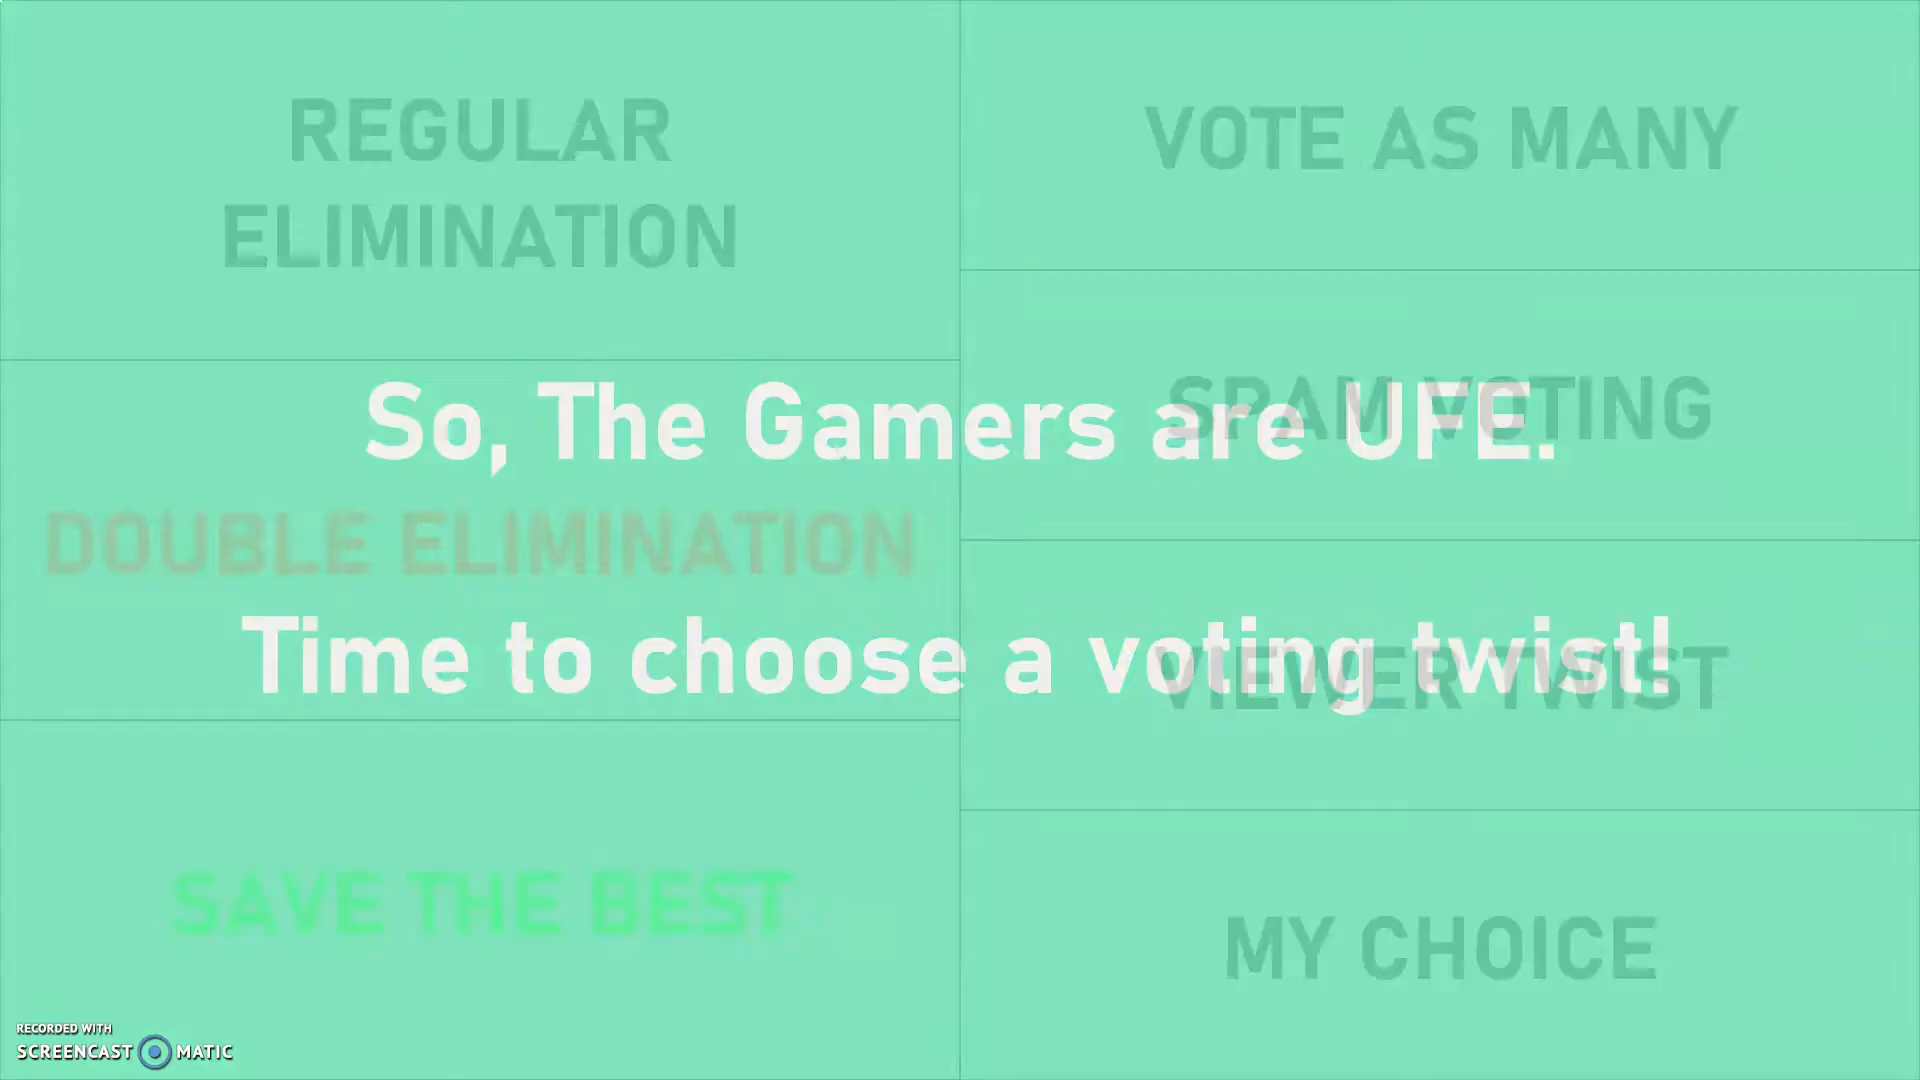 REGULAR
ELIMINATION
VOTE AS MANY
SPAM VOTING
So, The Gamers are UFE.
DOUBLE ELIMINATION
Time to choose a voting twist!
VIEWER TWIST
SAVE THE BEST
MY CHOICE
RECORDED WITH
SCREENCAST MATIC